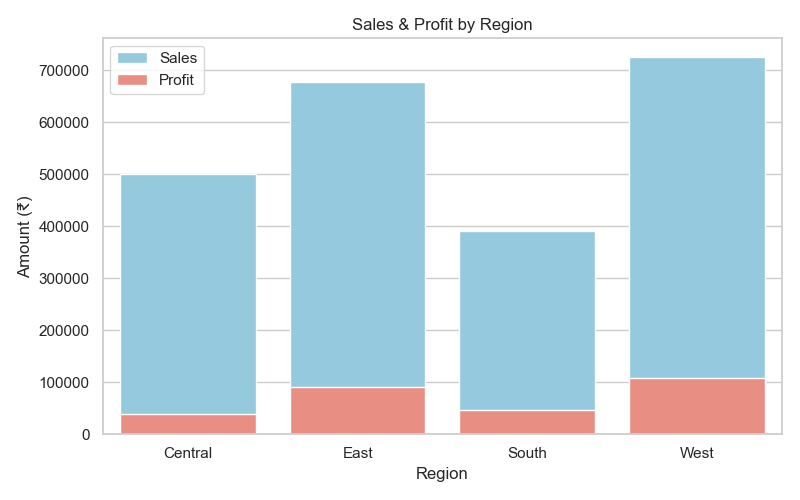 Sales & Profit by Region
Sales
Profit
Amount (₹)
700000
600000
500000
400000
300000
200000
100000
0
Central East South West
Region